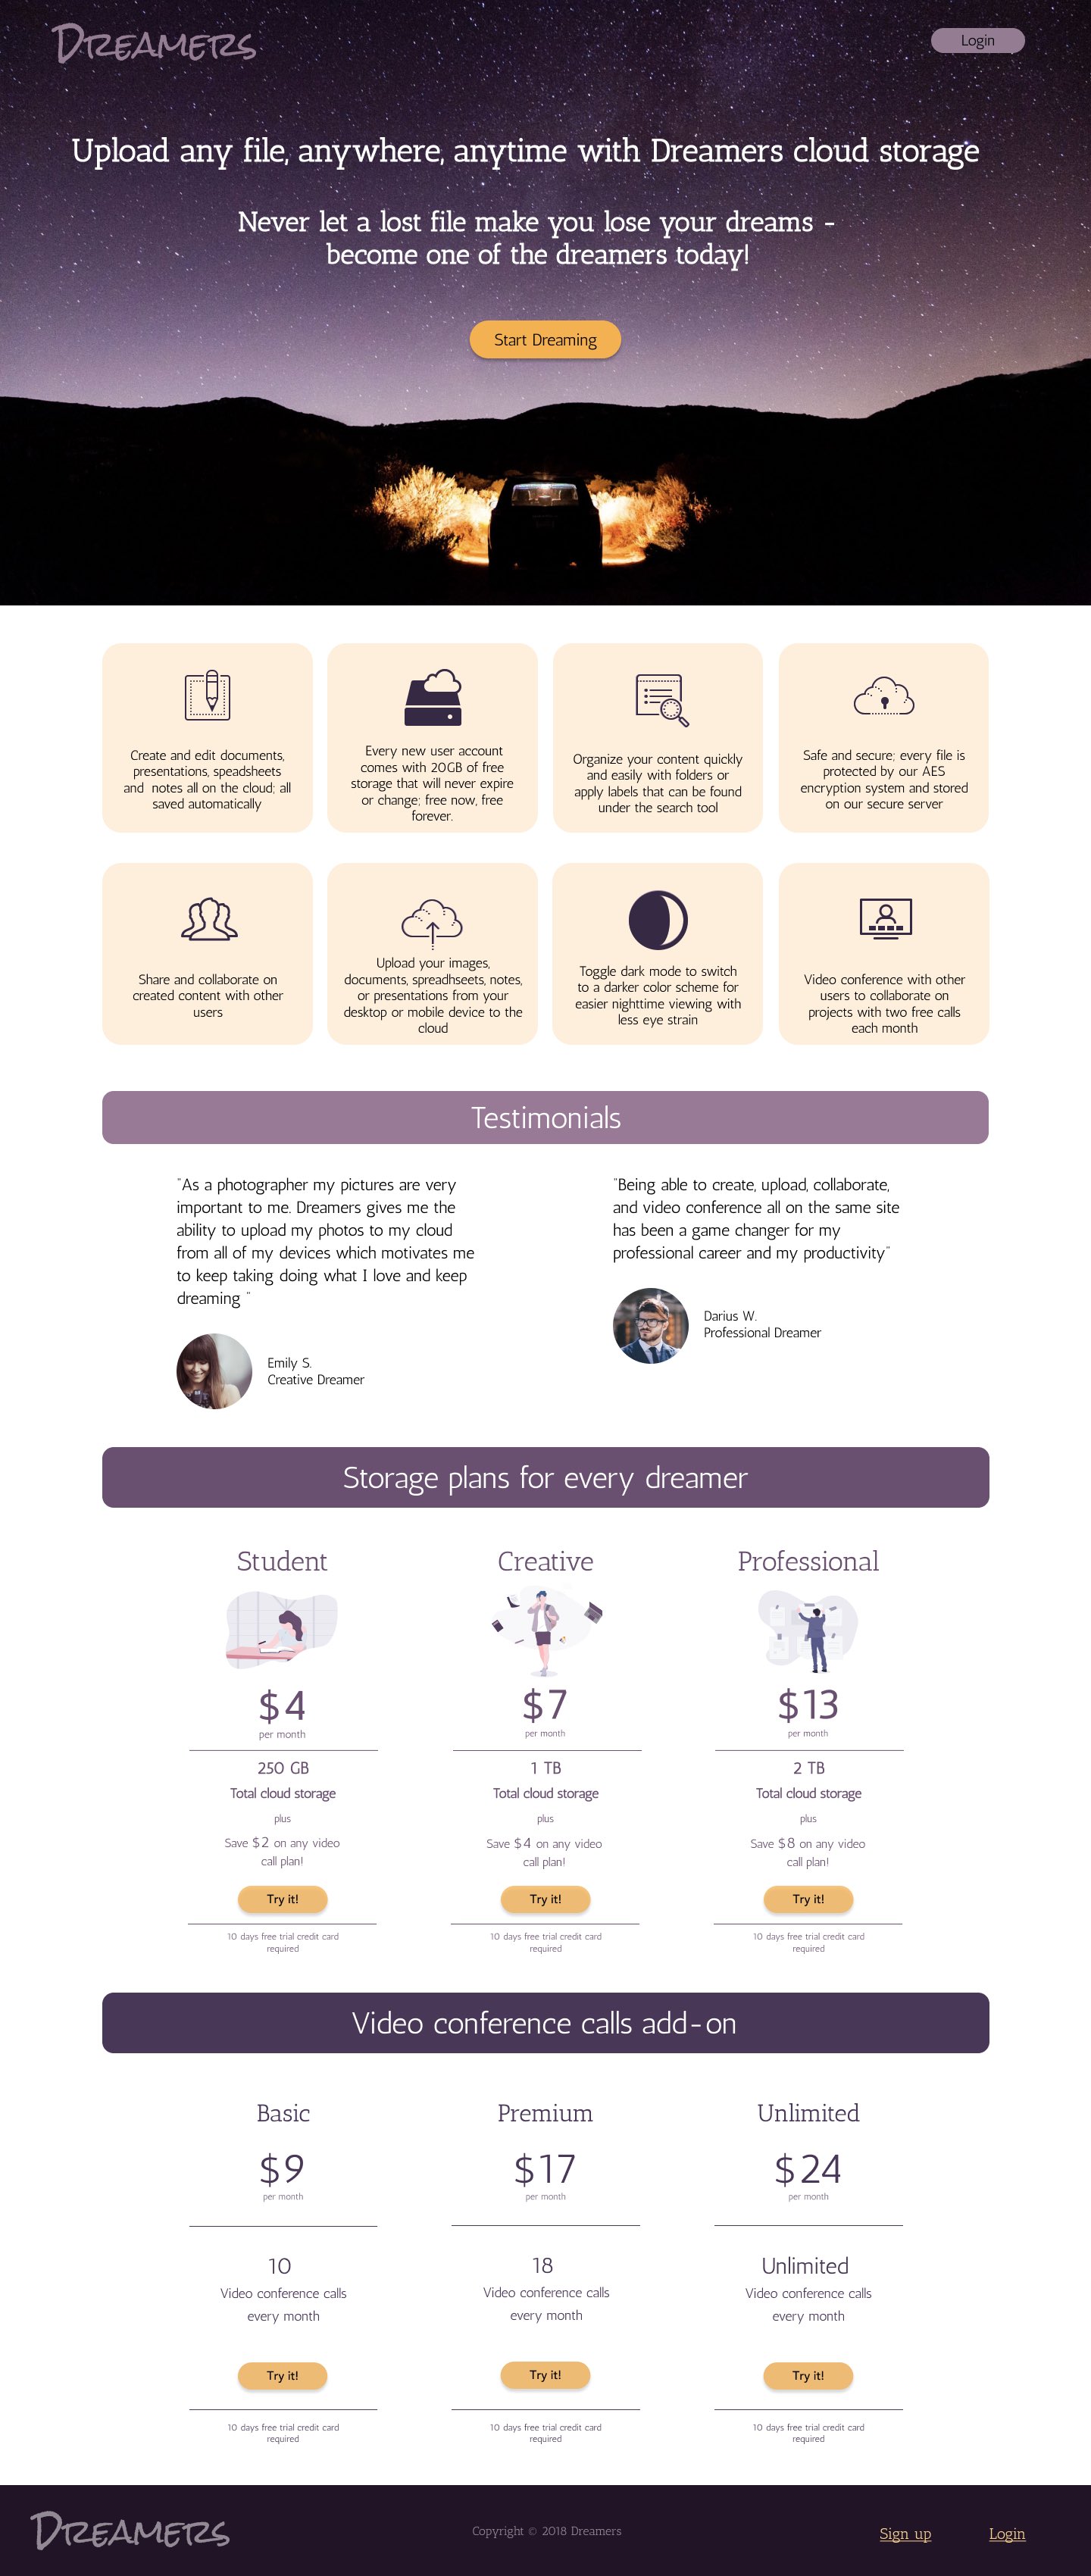 DREAMERS
Login
Upload any file, anywhere, anytime with Dreamers cloud storage
Never let a lost file make you lose your dreams -
become one of the dreamers today!
Start Dreaming
Create and edit documents,
presentations, speadsheets
and notes all on the cloud; all
saved automatically
Every new user account
comes with 20GB of free
storage that will never expire
or change; free now, free
forever.
Organize your content quickly
and easily with folders or
apply labels that can be found
under the search tool
Safe and secure; every file is
protected by our AES
encryption system and stored
on our secure server
Share and collaborate on
created content with other
users
Upload your images,
documents, spreadhseets, notes,
or presentations from your
desktop or mobile device to the
cloud
Toggle dark mode to switch
to a darker color scheme for
easier nighttime viewing with
less eye strain
Video conference with other
users to collaborate on
projects with two free calls
each month
Testimonials
"As a photographer my pictures are very
important to me. Dreamers gives me the
ability to upload my photos to my cloud
from all of my devices which motivates me
to keep taking doing what I love and keep
dreaming "
Emily S.
Creative Dreamer
"Being able to create, upload, collaborate,
and video conference all on the same site
has been a game changer for my
professional career and my productivity"
Darius W.
Professional Dreamer
Storage plans for every dreamer
Student
$4
per month
250 GB
Total cloud storage
plus
Save $2 on any video
call plan!
Try it!
10 days free trial credit card
required
Creative
$7
per month
1 TB
Total cloud storage
plus
Save $4 on any video
call plan!
Try it!
10 days free trial credit card
required
Professional
$13
per month
2 TB
Total cloud storage
plus
Save $8 on any video
call plan!
Try it!
10 days free trial credit card
required
Video conference calls add-on
Basic
$9
per month
10
Video conference calls
every month
Try it!
10 days free trial credit card
required
Premium
$17
per month
18
Video conference calls
every month
Try it!
10 days free trial credit card
required
Unlimited
$24
per month
Unlimited
Video conference calls
every month
Try it!
10 days free trial credit card
required
DREAMERS
Copyright © 2018 Dreamers
Sign up
Login